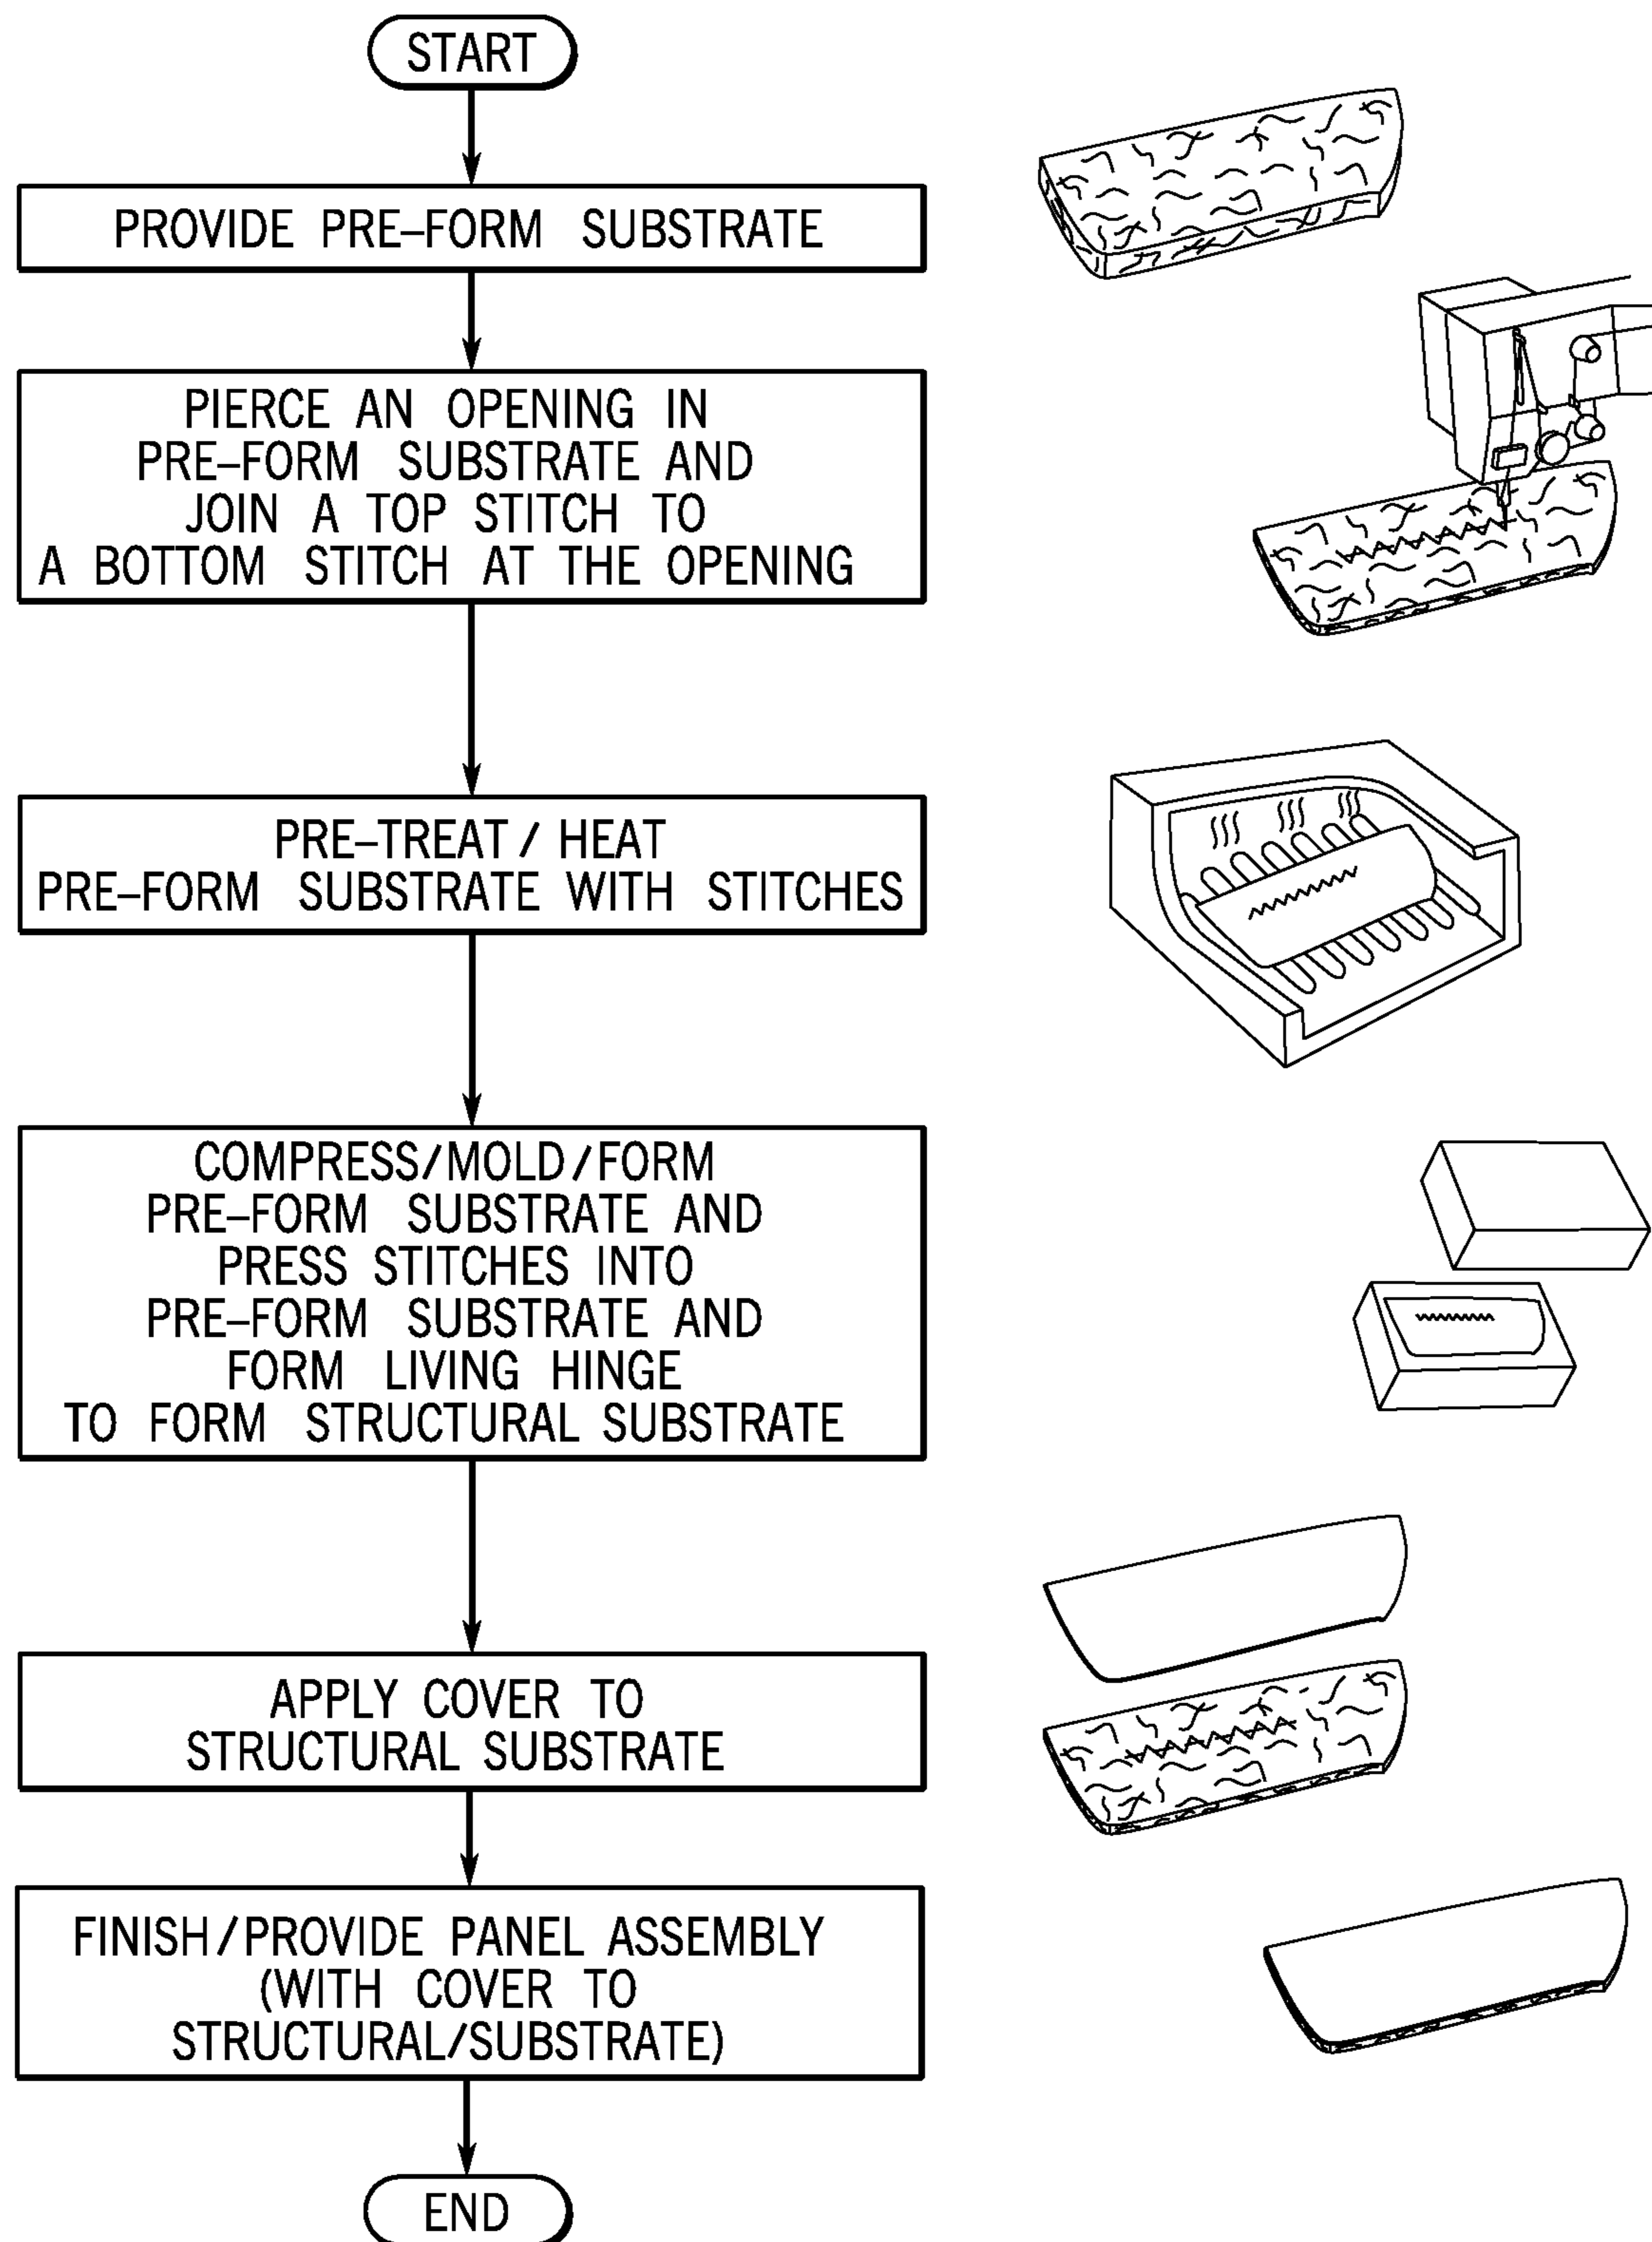 START
PROVIDE PRE–FORM SUBSTRATE
PIERCE AN OPENING IN
PRE–FORM SUBSTRATE AND
JOIN A TOP STITCH TO
A BOTTOM STITCH AT THE OPENING
PRE–TREAT / HEAT
PRE–FORM SUBSTRATE WITH STITCHES
COMPRESS/MOLD/FORM
PRE–FORM SUBSTRATE AND
PRESS STITCHES INTO
PRE–FORM SUBSTRATE AND
FORM LIVING HINGE
TO FORM STRUCTURAL SUBSTRATE
APPLY COVER TO
STRUCTURAL SUBSTRATE
FINISH/PROVIDE PANEL ASSEMBLY
(WITH COVER TO
STRUCTURAL/SUBSTRATE)
END